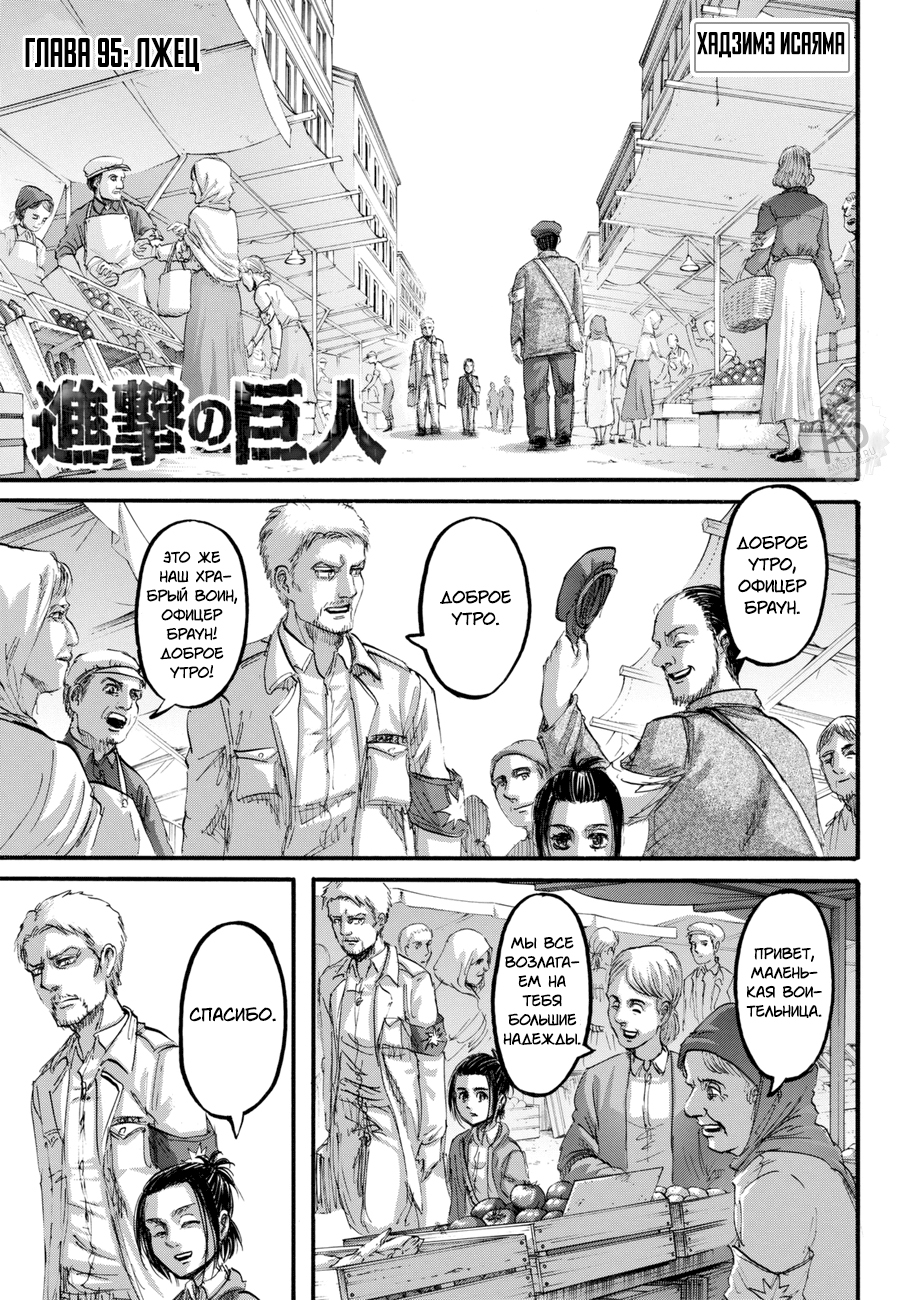 ГЛАВА 95: ЛЖЕЦ
ХАДЗИМЭ ИСАЯМА
進撃の巨人
ДОБРОЕ
УТРО,
ОФИЦЕР
БРАУН.
ДОБРОЕ
УТРО.
ЭТО ЖЕ
НАШ ХРА-
БРЫЙ ВОИН,
ОФИЦЕР
БРАУН!
ДОБРОЕ
УТРО!
ПРИВЕТ,
МАЛЕНЬ-
КАЯ ВОИ-
ТЕЛЬНИЦА.
МЫ ВСЕ
ВОЗЛАГА-
ЕМ НА
ТЕБЯ
БОЛЬШИЕ
НАДЕЖДЫ.
СПАСИБО.